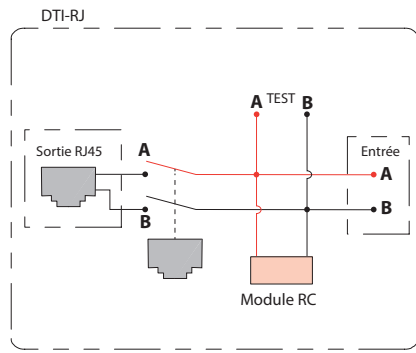 DTI-RJ
A TEST B
Sortie RJ45
A
Entrée
A
B
B
Module RC